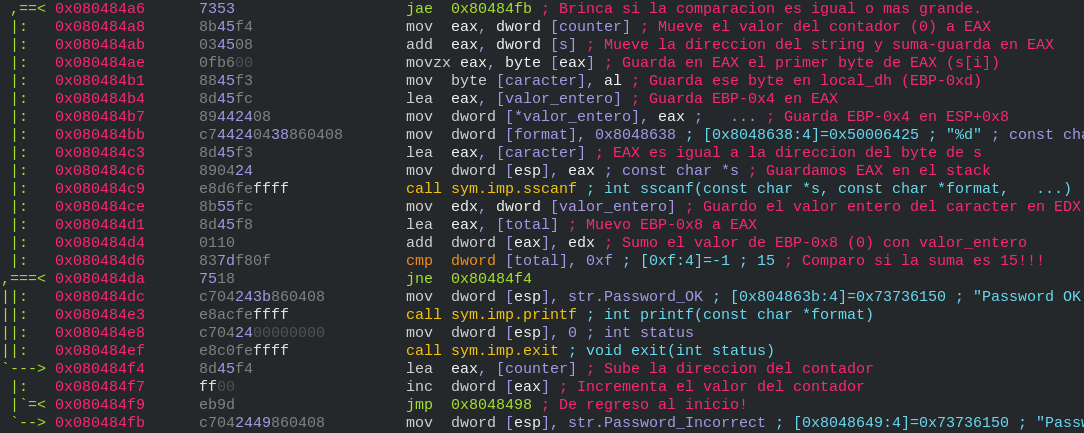 ,==< 0x080484a6 7353 jae 0x80484fb ; Brinca si la comparacion es igual o mas grande.
|: 0x080484a8 8b45f4 mov eax, dword [counter] ; Mueve el valor del contador (0) a EAX
|: 0x080484ab 034508 add eax, dword [s] ; Mueve la direccion del string y suma-guarda en EAX
|: 0x080484ae 0fb600 movzx eax, byte [eax] ; Guarda en EAX el primer byte de EAX (s[i])
|: 0x080484b1 8845f3 mov byte [caracter], al ; Guarda ese byte en local_dh (EBP-0xd)
|: 0x080484b4 8d45fc lea eax, [valor_entero] ; Guarda EBP-0x4 en EAX
|: 0x080484b7 89442408 mov dword [*valor_entero], eax ; ... ; Guarda EBP-0x4 en ESP+0x8
|: 0x080484bb c744240438860408 mov dword [format], 0x8048638 ; [0x8048638:4]=0x50006425 ; "%d" ; const cha
|: 0x080484c3 8d45f3 lea eax, [caracter] ; EAX es igual a la direccion del byte de s
|: 0x080484c6 890424 mov dword [esp], eax ; const char *s ; Guardamos EAX en el stack
|: 0x080484c9 e8d6feffff call sym.imp.sscanf ; int sscanf(const char *s, const char *format, ...)
|: 0x080484ce 8b55fc mov edx, dword [valor_entero] ; Guardo el valor entero del caracter en EDX
|: 0x080484d1 8d45f8 lea eax, [total] ; Muevo EBP-0x8 a EAX
|: 0x080484d4 0110 add dword [eax], edx ; Sumo el valor de EBP-0x8 (0) con valor_entero
|: 0x080484d6 837df80f cmp dword [total], 0xf ; [0xf:4]=-1 ; 15 ; Comparo si la suma es 15!!!
,===< 0x080484da 7518 jne 0x80484f4
||: 0x080484dc c704243b860408 mov dword [esp], str.Password_OK ; [0x804863b:4]=0x73736150 ; "Password OK
||: 0x080484e3 e8acfeffff call sym.imp.printf ; int printf(const char *format)
||: 0x080484e8 c7042400000000 mov dword [esp], 0 ; int status
||: 0x080484ef e8c0feffff call sym.imp.exit ; void exit(int status)
`---> 0x080484f4 8d45f4 lea eax, [counter] ; Sube la direccion del contador
|: 0x080484f7 ff00 inc dword [eax] ; Incrementa el valor del contador
|`=< 0x080484f9 eb9d jmp 0x8048498 ; De regreso al inicio!
`--> 0x080484fb c7042449860408 mov dword [esp], str.Password_Incorrect ; [0x8048649:4]=0x73736150 ; "Passw